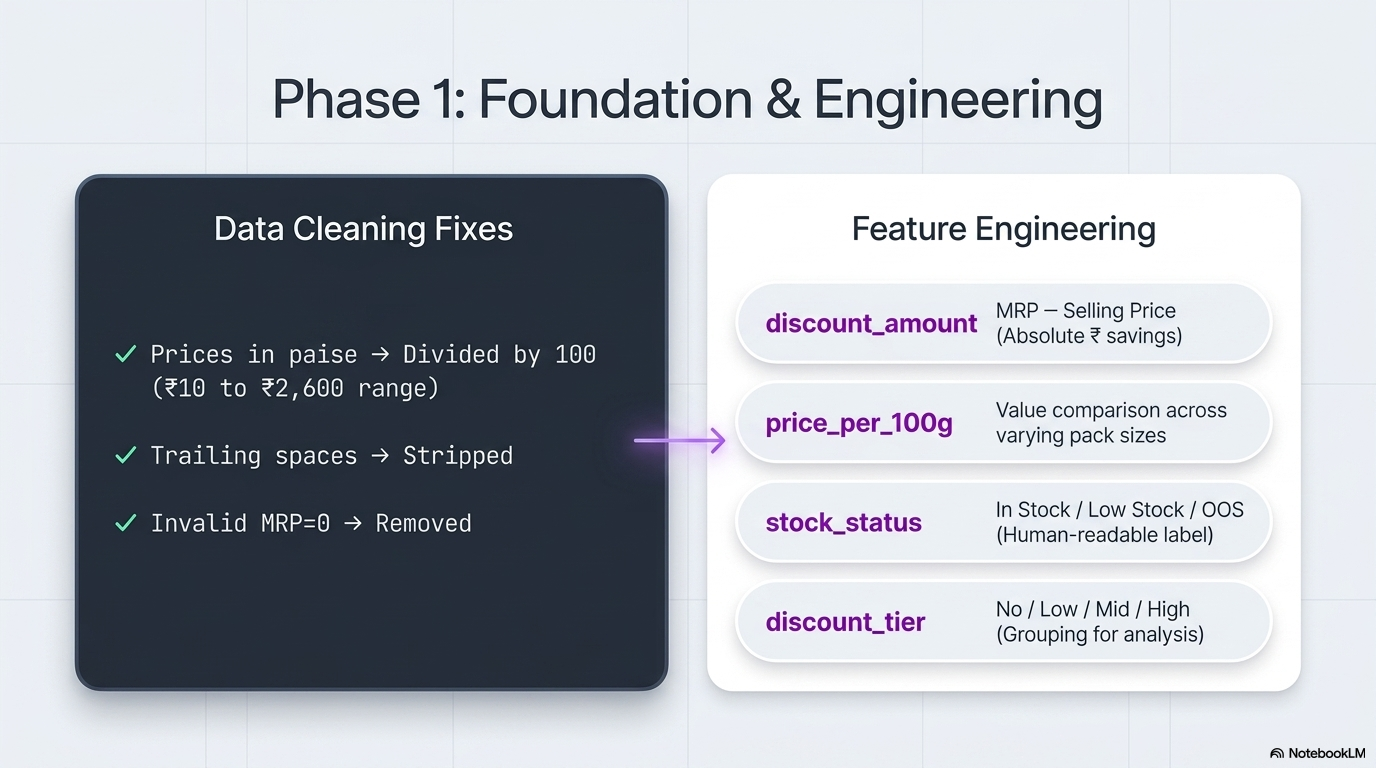 Phase 1: Foundation & Engineering
Data Cleaning Fixes
✓ Prices in paise → Divided by 100
(₹10 to ₹2,600 range)
✓ Trailing spaces → Stripped
✓ Invalid MRP=0 → Removed
Feature Engineering
discount_amount
MRP – Selling Price
(Absolute ₹ savings)
price_per_100g
Value comparison across
varying pack sizes
stock_status
In Stock / Low Stock / OOS
(Human-readable label)
discount_tier
No / Low / Mid / High
(Grouping for analysis)
NotebookLM